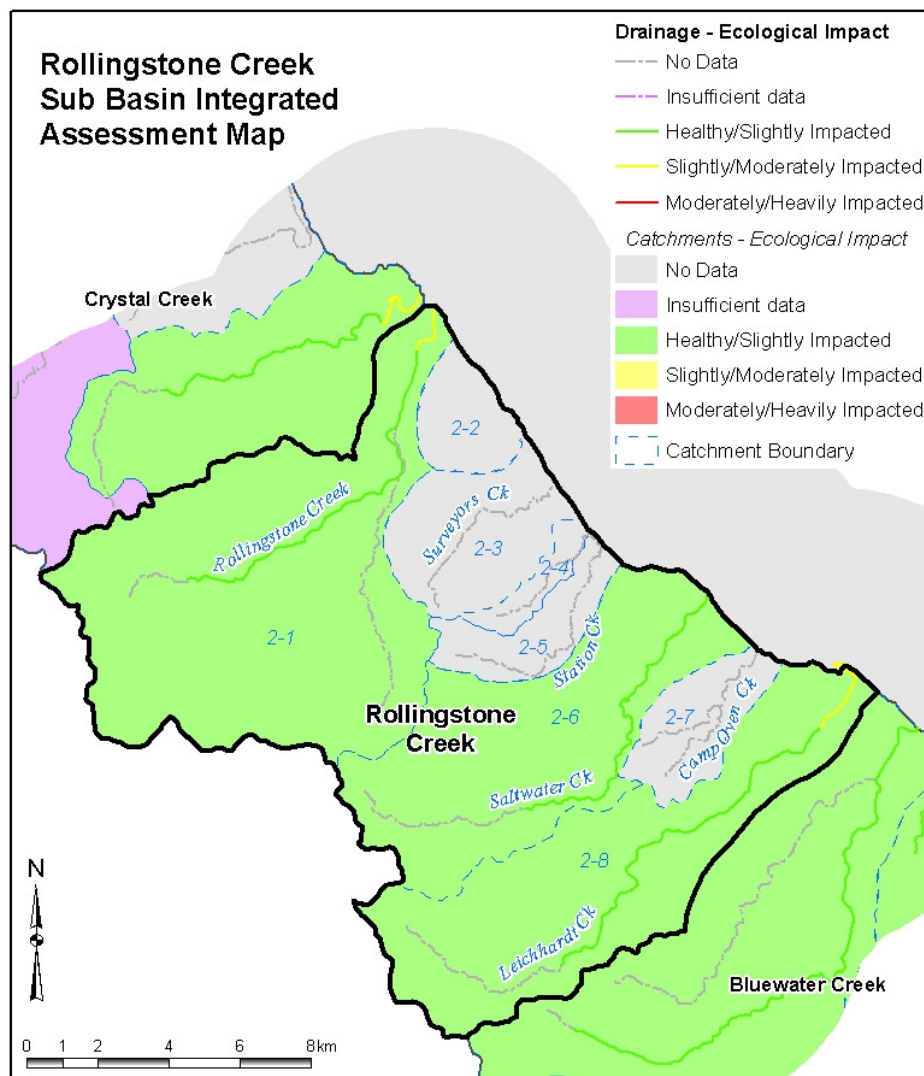 Rollingstone Creek
Sub Basin Integrated
Assessment Map
Drainage - Ecological Impact
No Data
Insufficient data
Healthy/Slightly Impacted
Slightly/Moderately Impacted
Moderately/Heavily Impacted
Catchments - Ecological Impact
No Data
Insufficient data
Healthy/Slightly Impacted
Slightly/Moderately Impacted
Moderately/Heavily Impacted
Catchment Boundary
Crystal Creek
2-2
Surveyors Ck
Rollingstone Creek
2-3
2-4
2-1
2-5
Station Ck
Rollingstone
Creek
2-6
2-7
Camp Oven Ck
Saltwater Ck
2-8
Leichhardt Ck
Bluewater Creek
N
0 1 2 4 6 8km